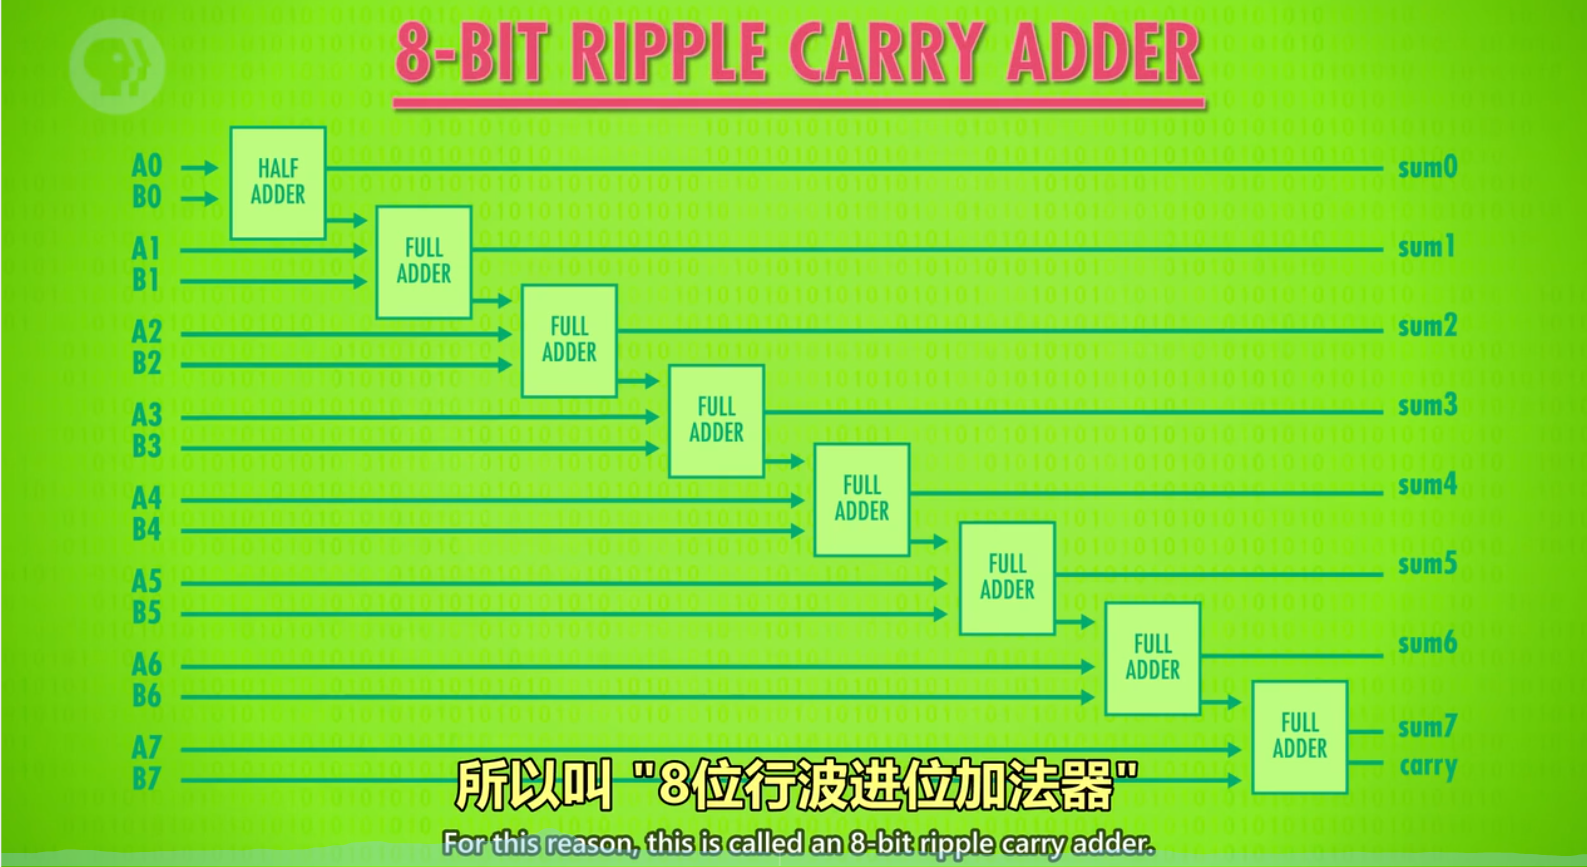 8-BIT RIPPLE CARRY ADDER
A0
B0
HALF
ADDER
sum0
A1
B1
FULL
ADDER
sum1
A2
B2
FULL
ADDER
sum2
A3
B3
FULL
ADDER
sum3
A4
B4
FULL
ADDER
sum4
A5
B5
FULL
ADDER
sum5
A6
B6
FULL
ADDER
sum6
A7
B7
FULL
ADDER
sum7
carry
所以叫 "8位行波进位加法器"
For this reason, this is called an 8-bit ripple carry adder.